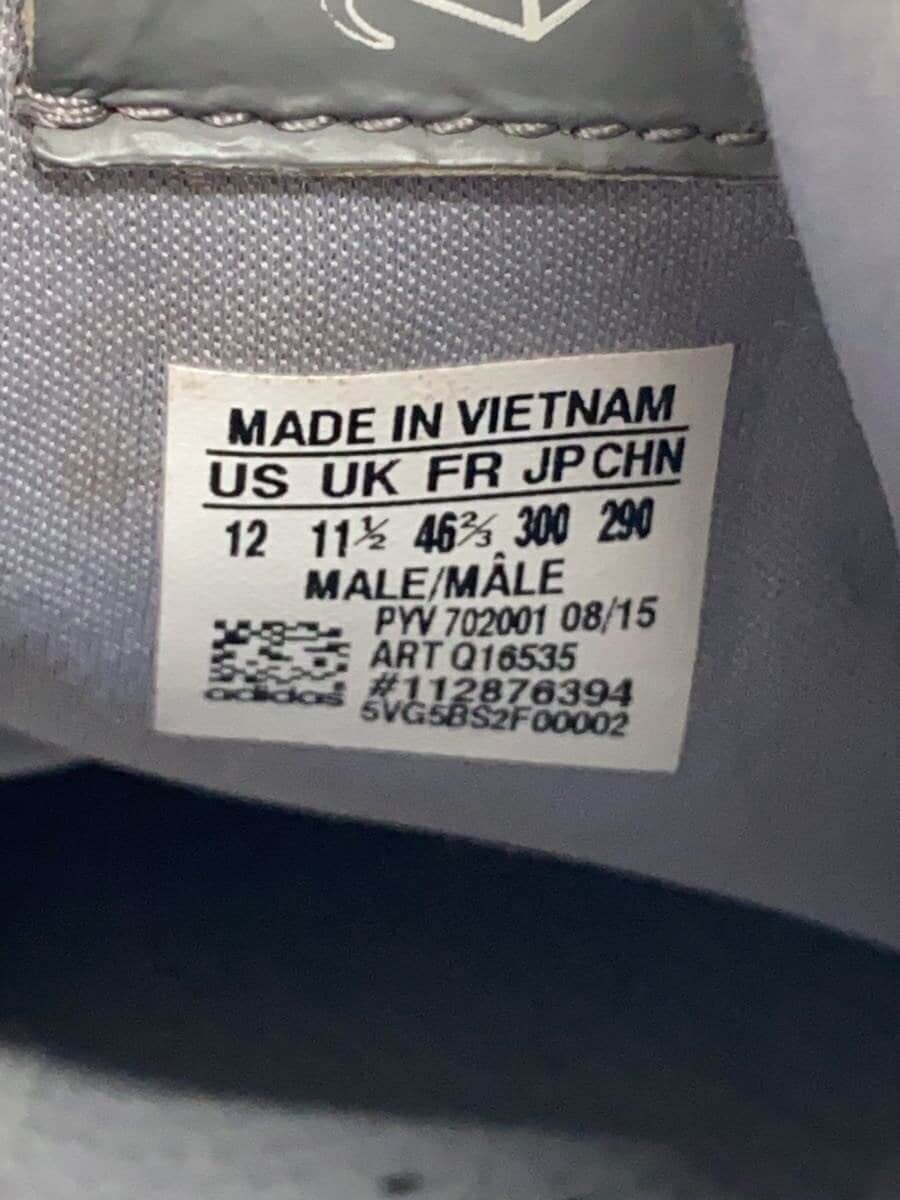 MADE IN VIETNAM
US UK FR JP CHN
12 11½ 46⅔ 300 290
MALE/MÂLE
PYV 702001 08/15
ART Q16535
#112876394
adidas 5VG5BS2F00002